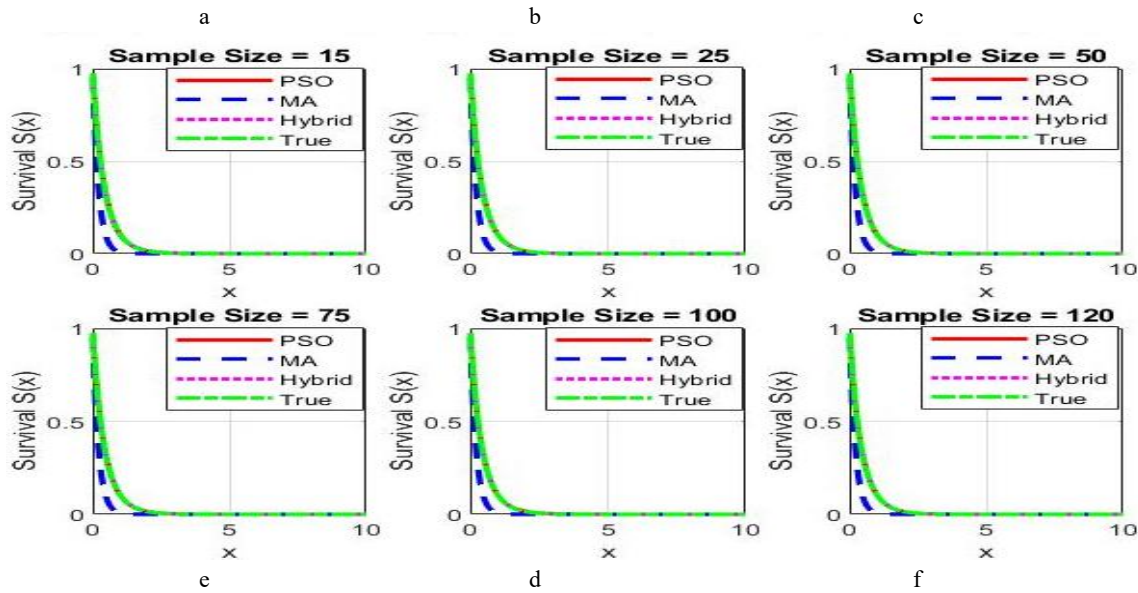 a b c
Sample Size = 15 Sample Size = 25 Sample Size = 50
1 PSO 1 PSO 1 PSO
MA MA MA
Hybrid Hybrid Hybrid
True True True
Survival S(x) 0.5 Survival S(x) 0.5 Survival S(x) 0.5
0 0 0
0 5 10 0 5 10 0 5 10
x x x
Sample Size = 75 Sample Size = 100 Sample Size = 120
1 PSO 1 PSO 1 PSO
MA MA MA
Hybrid Hybrid Hybrid
True True True
Survival S(x) 0.5 Survival S(x) 0.5 Survival S(x) 0.5
0 0 0
0 5 10 0 5 10 0 5 10
x x x
e d f